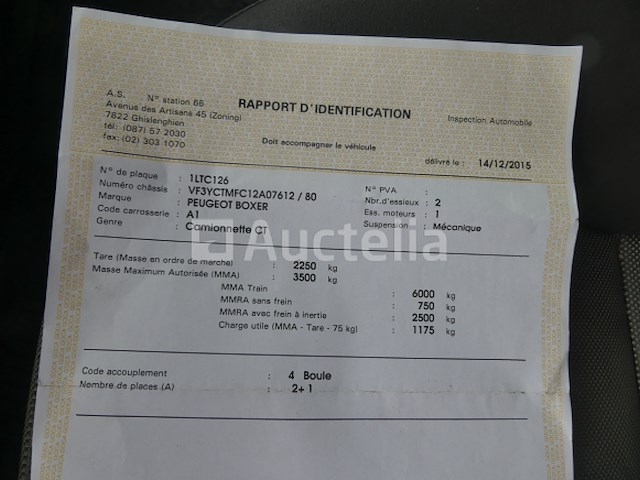 A.S. N° station 66
RAPPORT D'IDENTIFICATION
Inspection Automobile
Avenue des Artisans 45 (Zoning)
7822 Ghislenghien
tél: (087) 57 2030
fax: (02) 303 1070
Doit accompagner le véhicule
délivré le : 14/12/2015
N° de plaque : 1LTC126
N° PVA :
Numéro châssis : VF3YCTMFC12A07612 / 80
Nbr.d'essieux : 2
Marque : PEUGEOT BOXER
Ess. moteurs : 1
Code carrosserie : A1
Suspension : Mécanique
Genre : Camionnette CT
Auctelia
Tare (Masse en ordre de marche) : 2250 kg
Masse Maximum Autorisée (MMA) : 3500 kg
MMA Train : 6000 kg
MMRA sans frein : 750 kg
MMRA avec frein à inertie : 2500 kg
Charge utile (MMA - Tare - 75 kg) : 1175 kg
Code accouplement : 4 Boule
Nembre de places (A) : 2+1